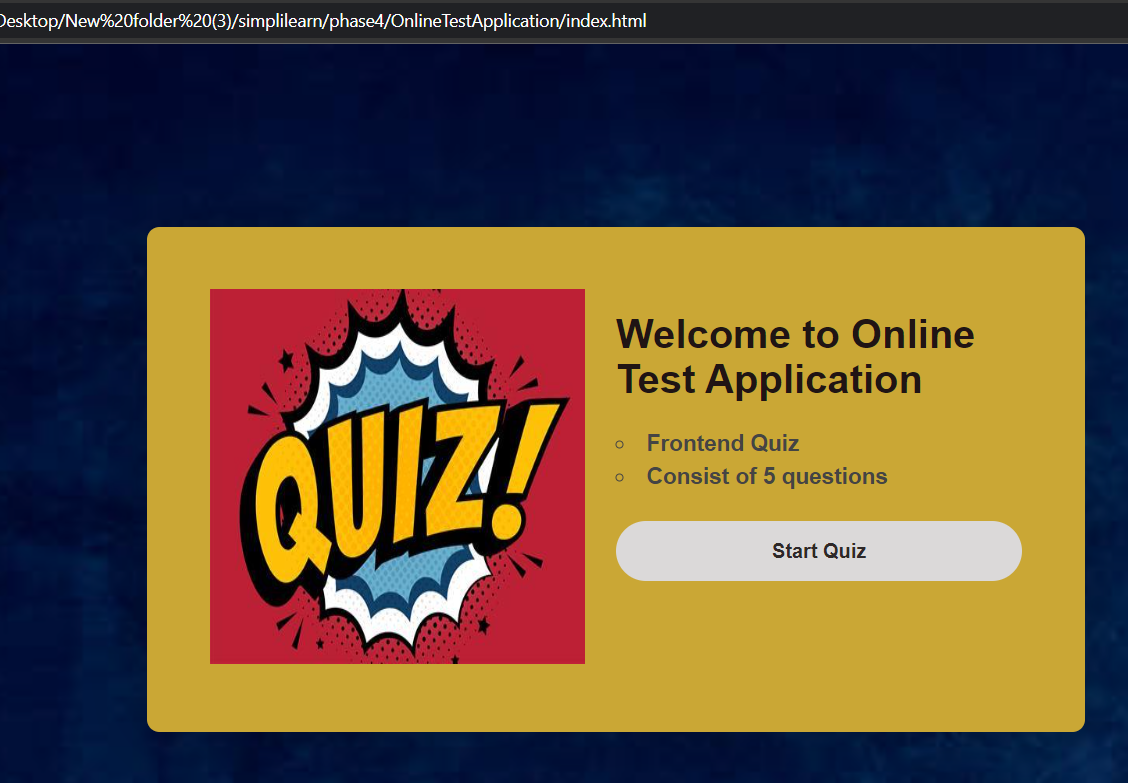 Desktop/New%20folder%20(3)/simplilearn/phase4/OnlineTestApplication/index.html
QUIZ!
Welcome to Online
Test Application
Frontend Quiz
Consist of 5 questions
Start Quiz